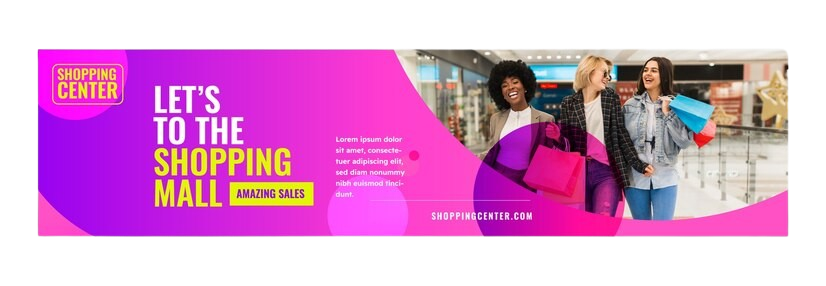 SHOPPING
CENTER
LET'S
TO THE
SHOPPING
MALL
AMAZING SALES
Lorem ipsum dolor
sit amet, consecte-
tuer adipiscing elit,
sed diam nonummy
nibh euismod tinci-
dunt.
SHOPPINGCENTER.COM